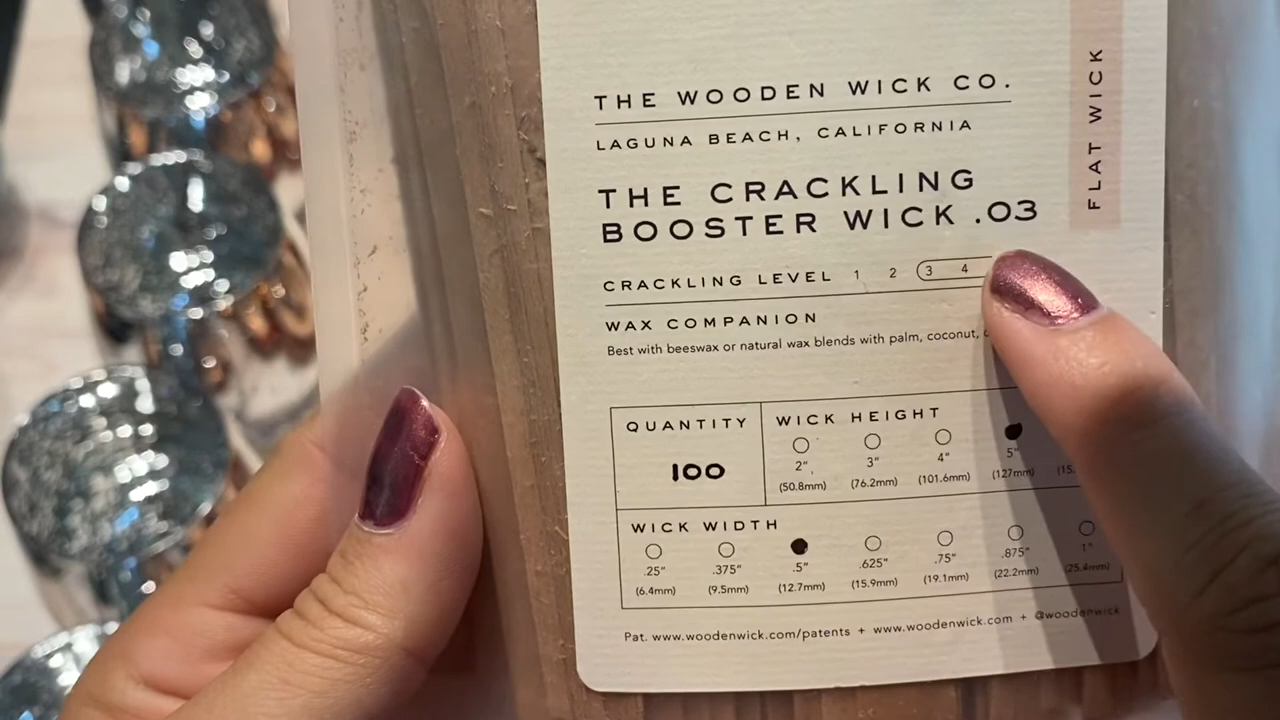 THE WOODEN WICK CO.
LAGUNA BEACH, CALIFORNIA
THE CRACKLING
BOOSTER WICK .03
FLAT WICK
CRACKLING LEVEL 1 2 3 4
WAX COMPANION
Best with beeswax or natural wax blends with palm, coconut,
QUANTITY
100
WICK HEIGHT
2" 3" 4" 5"
(50.8mm) (76.2mm) (101.6mm) (127mm)
WICK WIDTH
.25" .375" .5" .625" .75" .875" 1"
(6.4mm) (9.5mm) (12.7mm) (15.9mm) (19.1mm) (22.2mm) (25.4mm)
Pat. www.woodenwick.com/patents + www.woodenwick.com + @woodenwick